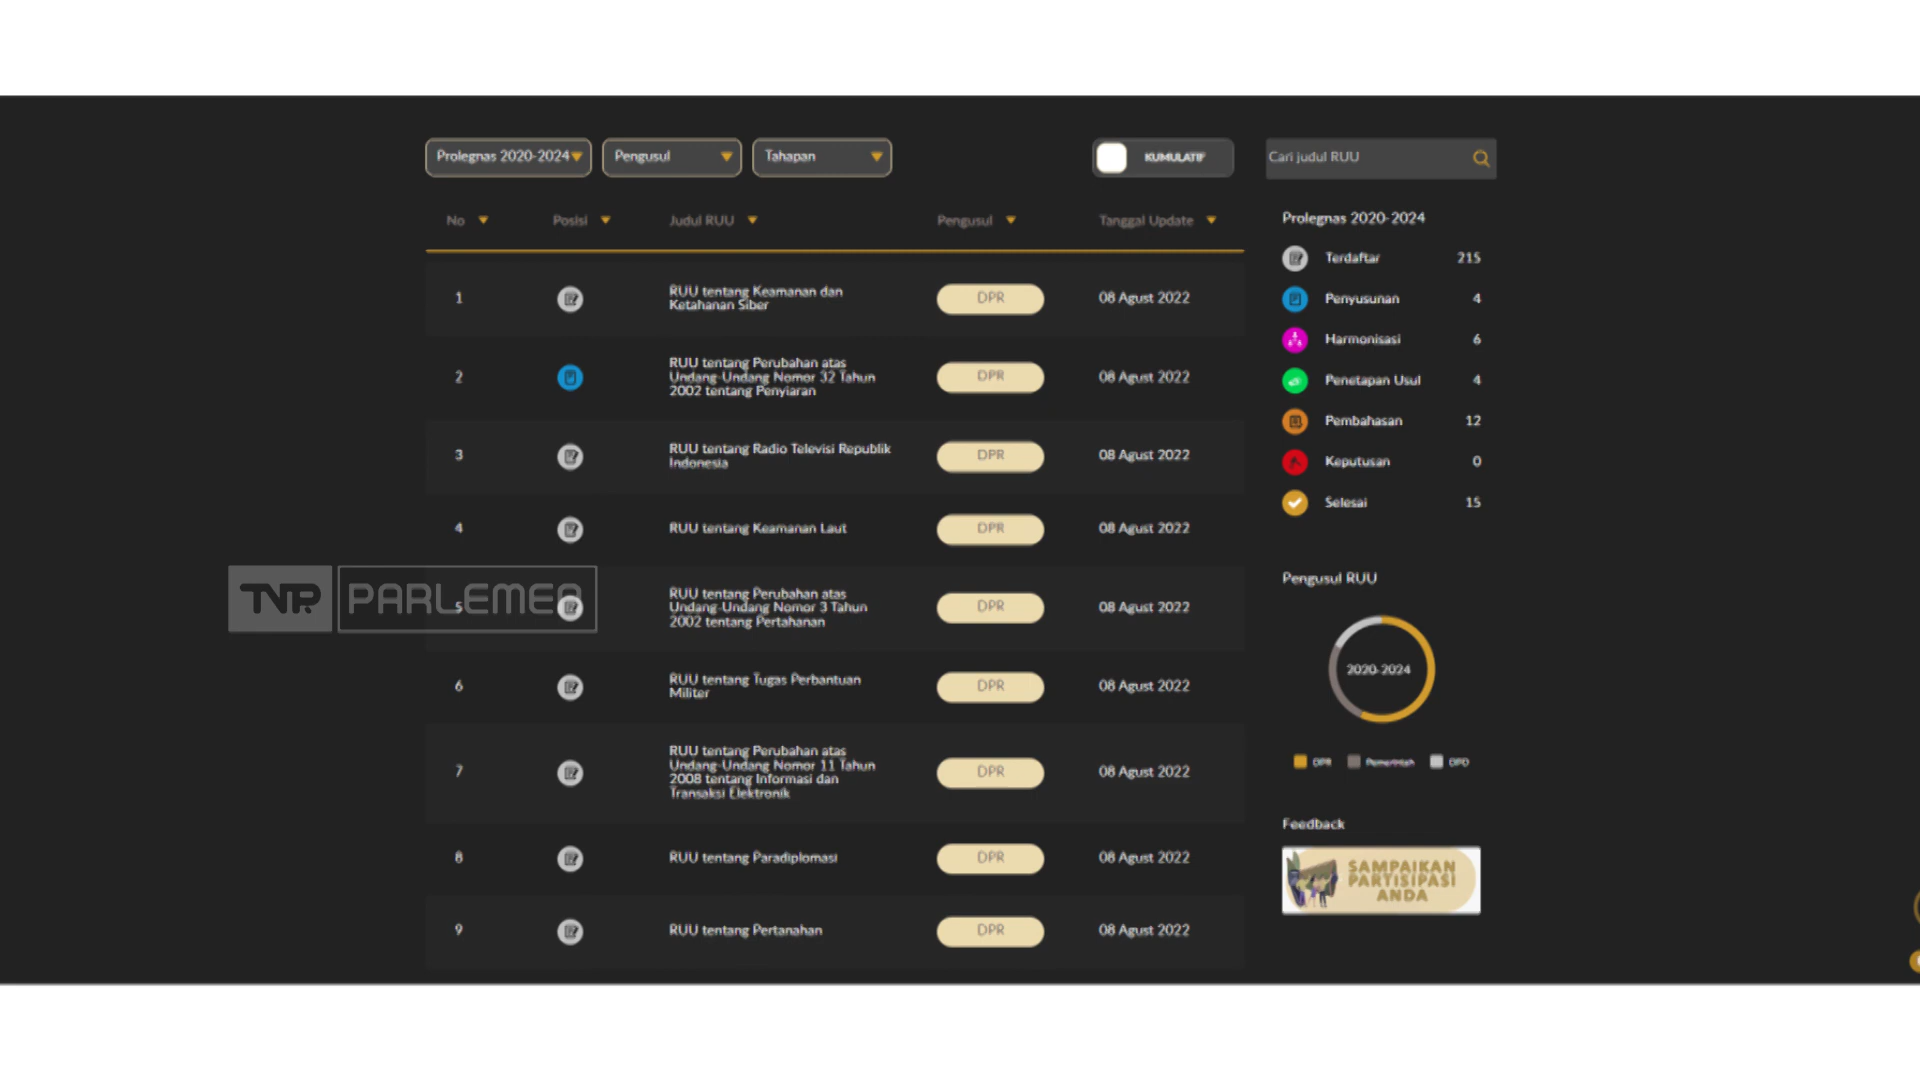 Prolegnas 2020-2024
Pengusul
Tahapan
KUMULATIF
Cari judul RUU
No
Posisi
Judul RUU
Pengusul
Tanggal Update
1
RUU tentang Keamanan dan
Ketahanan Siber
DPR
08 Agust 2022
2
RUU tentang Perubahan atas
Undang-Undang Nomor 32 Tahun
2002 tentang Penyiaran
DPR
08 Agust 2022
3
RUU tentang Radio Televisi Republik
Indonesia
DPR
08 Agust 2022
4
RUU tentang Keamanan Laut
DPR
08 Agust 2022
5
RUU tentang Perubahan atas
Undang-Undang Nomor 3 Tahun
2002 tentang Pertahanan
DPR
08 Agust 2022
6
RUU tentang Tugas Perbantuan
Militer
DPR
08 Agust 2022
7
RUU tentang Perubahan atas
Undang-Undang Nomor 11 Tahun
2008 tentang Informasi dan
Transaksi Elektronik
DPR
08 Agust 2022
8
RUU tentang Paradiplomasi
DPR
08 Agust 2022
9
RUU tentang Pertanahan
DPR
08 Agust 2022
TVR PARLEMEN
Prolegnas 2020-2024
Terdaftar 215
Penyusunan 4
Harmonisasi 6
Penetapan Usul 4
Pembahasan 12
Keputusan 0
Selesai 15
Pengusul RUU
2020-2024
DPR Pemerintah DPD
Feedback
SAMPAIKAN
PARTISIPASI
ANDA